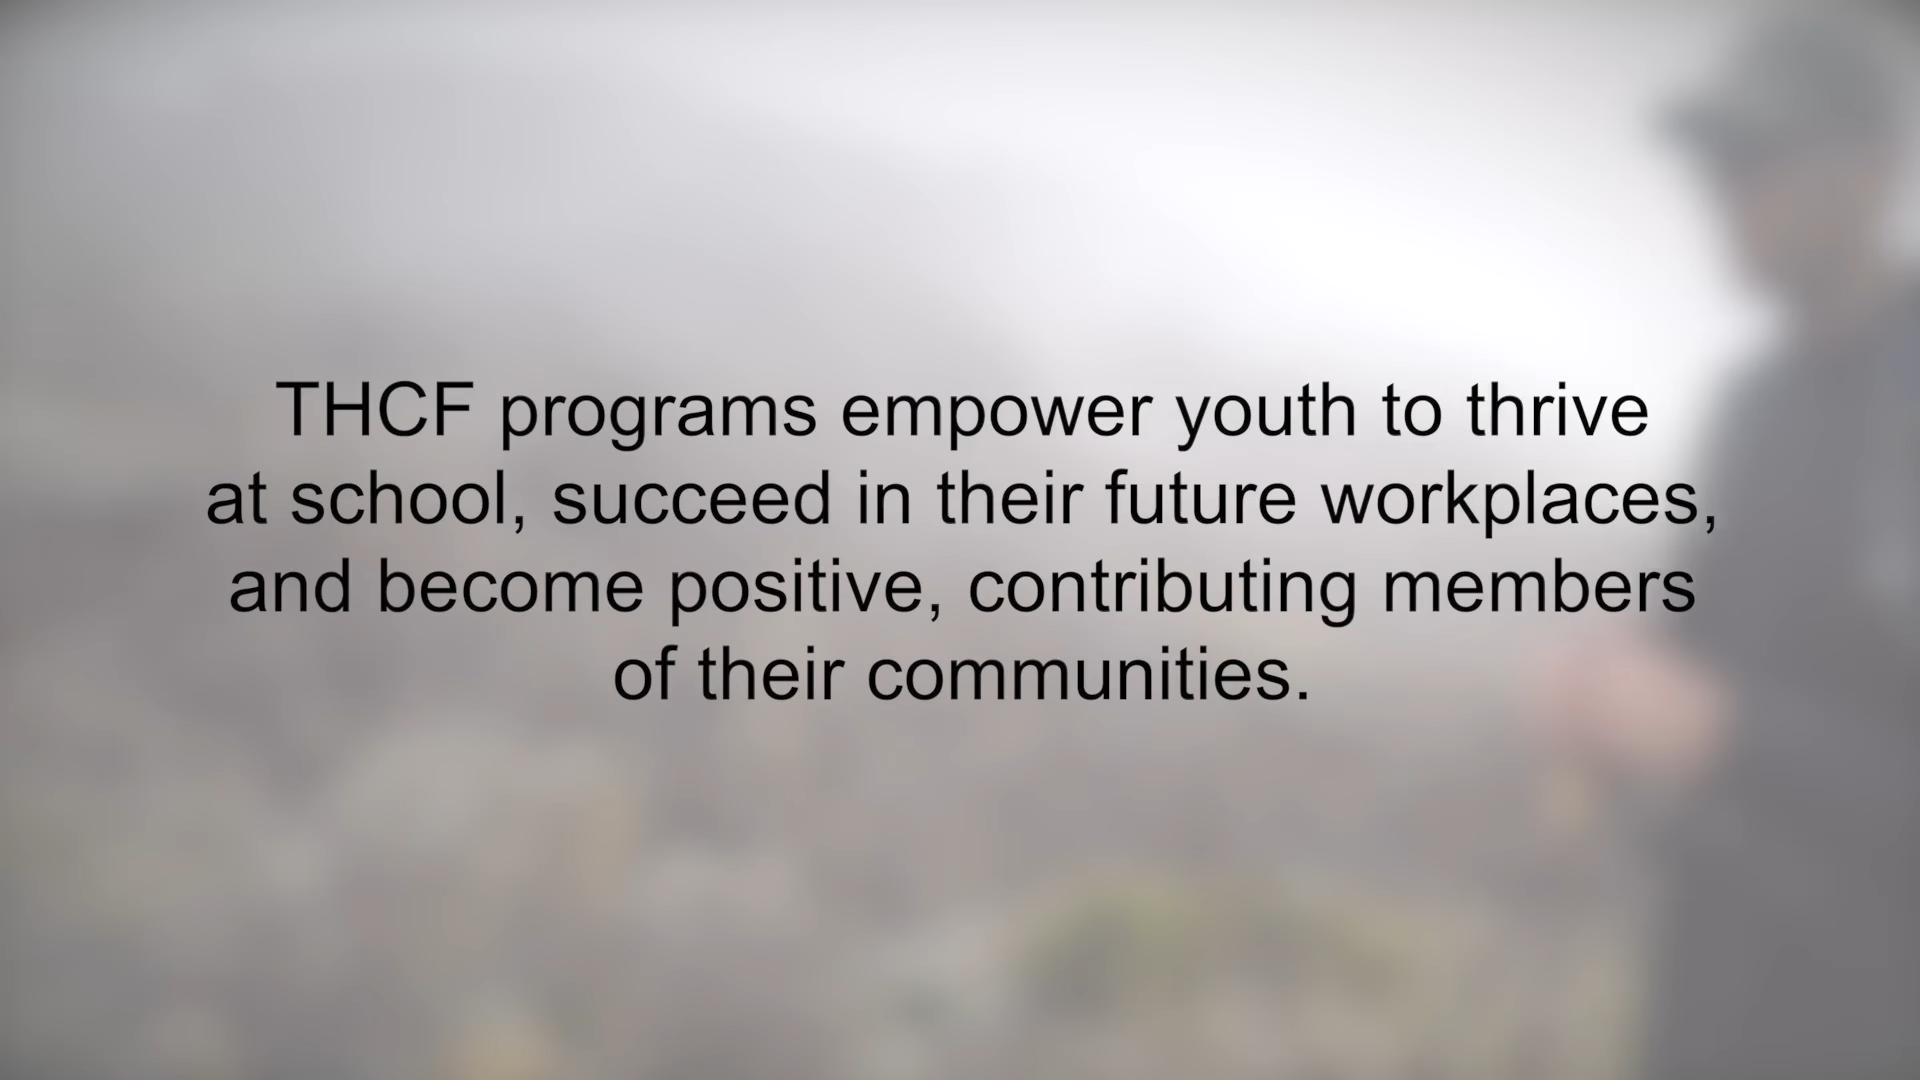 THCF programs empower youth to thrive
at school, succeed in their future workplaces,
and become positive, contributing members
of their communities.